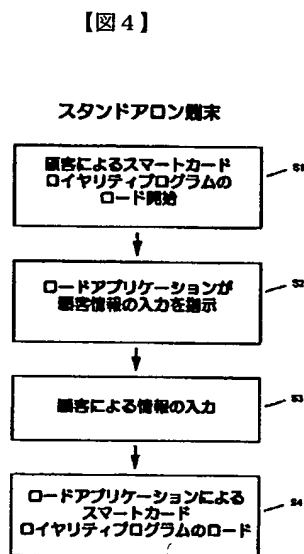 【図4】
スタンドアロン端末
顧客によるスマートカード
ロイヤリティプログラムの
ロード開始
S1
ロードアプリケーションが
顧客情報の入力を指示
S2
顧客による情報の入力
S3
ロードアプリケーションによる
スマートカード
ロイヤリティプログラムのロード
S4